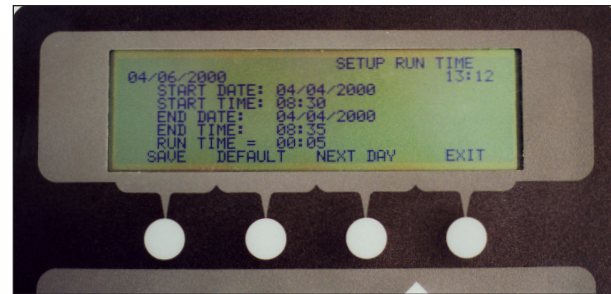 SETUP RUN TIME
04/06/2000 13:12
START DATE: 04/04/2000
START TIME: 08:30
END DATE: 04/04/2000
END TIME: 08:35
RUN TIME = 00:05
SAVE DEFAULT NEXT DAY EXIT